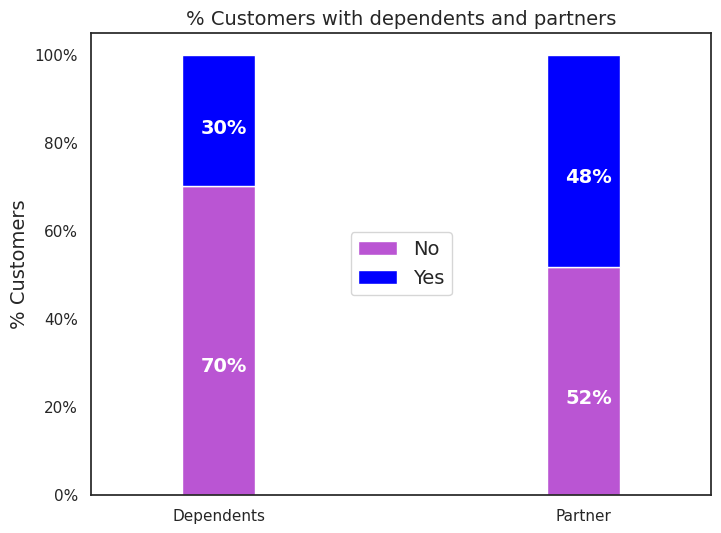 % Customers with dependents and partners
% Customers
100%
80%
60%
40%
20%
0%
30%
70%
48%
52%
No
Yes
Dependents
Partner